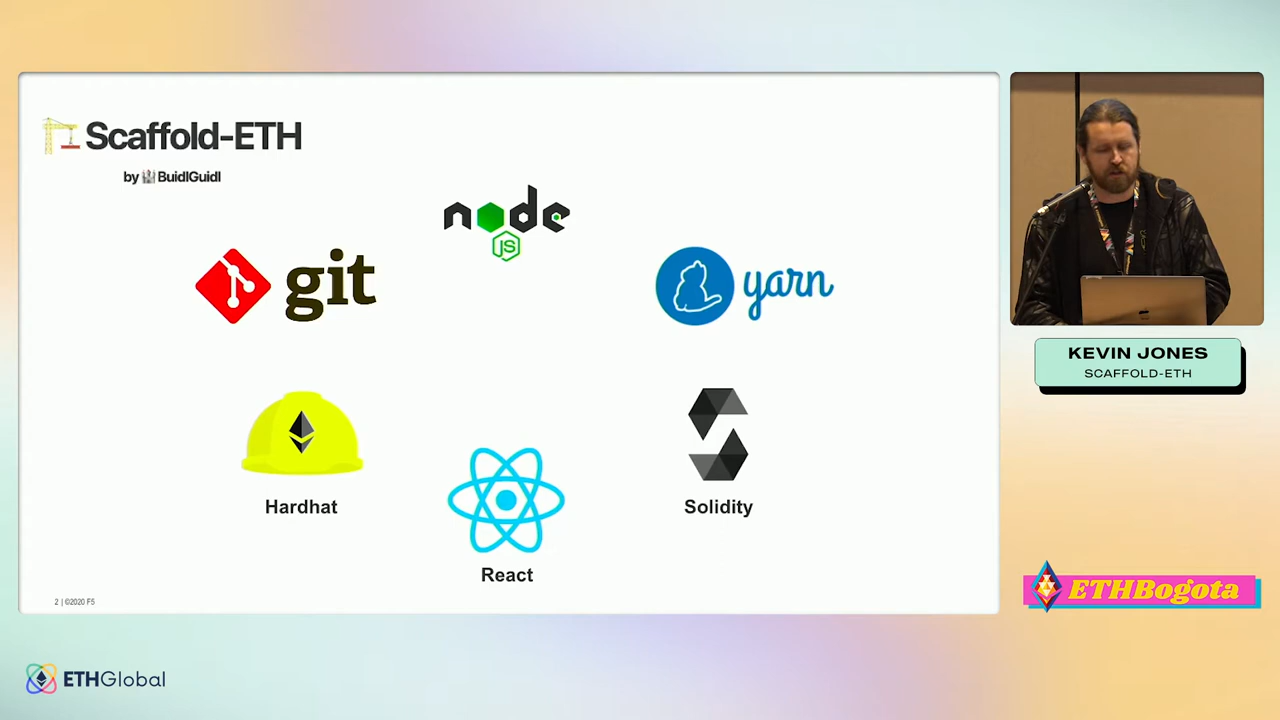 Scaffold-ETH
by BuidlGuidl
node
JS
git
yarn
Hardhat
Solidity
React
2 | ©2020 F5
KEVIN JONES
SCAFFOLD-ETH
ETHBogota
ETHGlobal